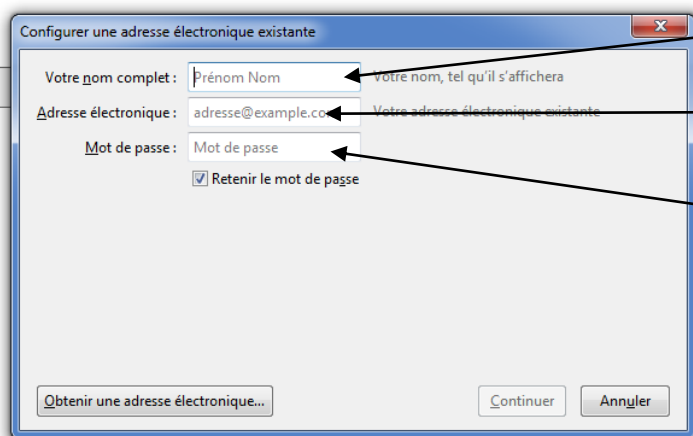 Configurer une adresse électronique existante
Votre nom complet : Prénom Nom Votre nom, tel qu'il s'affichera
Adresse électronique : adresse@example.co Votre adresse électronique existante
Mot de passe : Mot de passe
Retenir le mot de passe
Obtenir une adresse électronique... Continuer Annuler